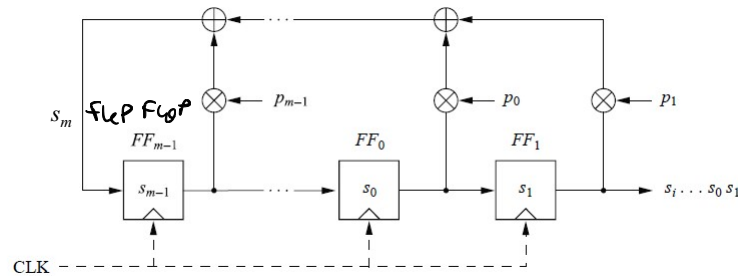 p_{m-1} p_0 p_1
s_m flip flop
FF_{m-1} FF_0 FF_1
s_{m-1} ... s_0 s_1 s_i...s_0 s_1
CLK